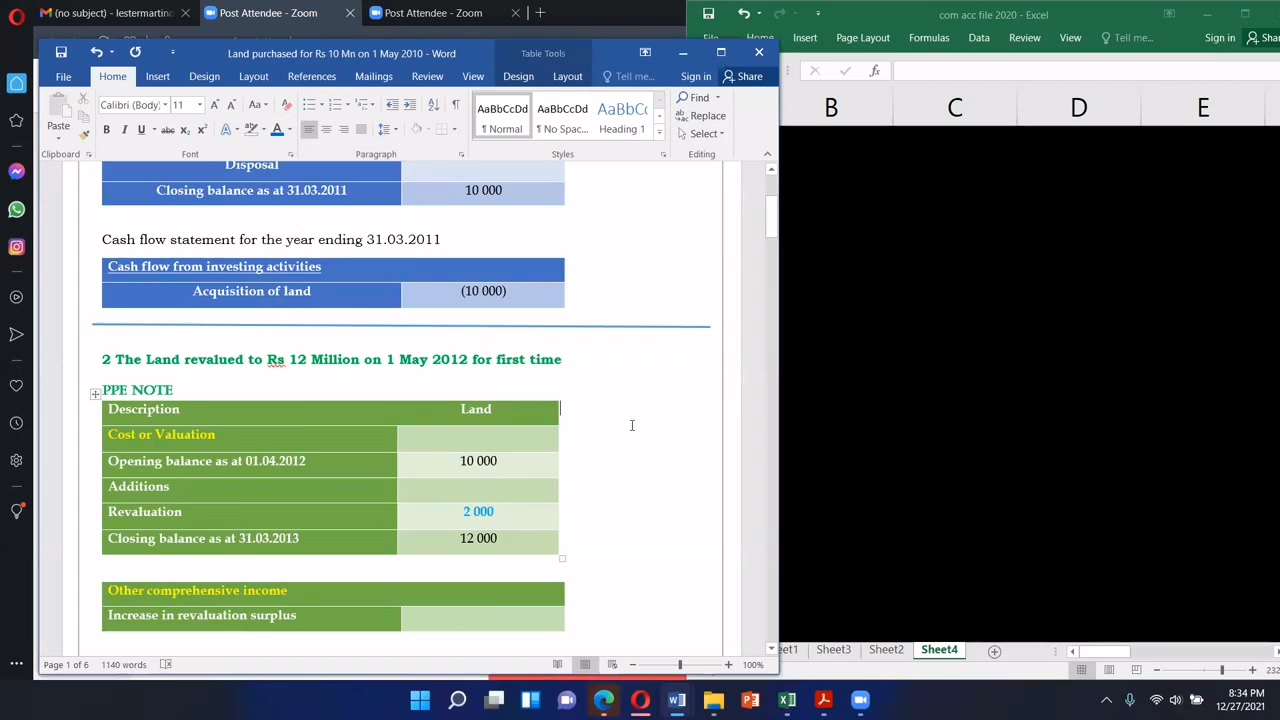 (no subject) - lestermartino
Post Attendee - Zoom
Post Attendee - Zoom
com acc file 2020 - Excel
Land purchased for Rs 10 Mn on 1 May 2010 - Word
Table Tools
File
Home
Insert
Design
Layout
References
Mailings
Review
View
Design
Layout
Tell me...
Sign in
Share
File
Home
Insert
Page Layout
Formulas
Data
Review
View
Tell me...
Sign in
Share
Paste
Calibri (Body)
11
Clipboard
Font
Paragraph
AaBbCcDd
¶ Normal
AaBbCcDd
¶ No Spac...
AaBbCc
Heading 1
Styles
Find
Replace
Select
Editing
B C D E
Disposal
Closing balance as at 31.03.2011 10 000
Cash flow statement for the year ending 31.03.2011
Cash flow from investing activities
Acquisition of land (10 000)
2 The Land revalued to Rs 12 Million on 1 May 2012 for first time
PPE NOTE
Description Land
Cost or Valuation
Opening balance as at 01.04.2012 10 000
Additions
Revaluation 2 000
Closing balance as at 31.03.2013 12 000
Other comprehensive income
Increase in revaluation surplus
Page 1 of 6 1140 words
100%
Sheet3
Sheet2
Sheet4
8:34 PM
12/27/2021